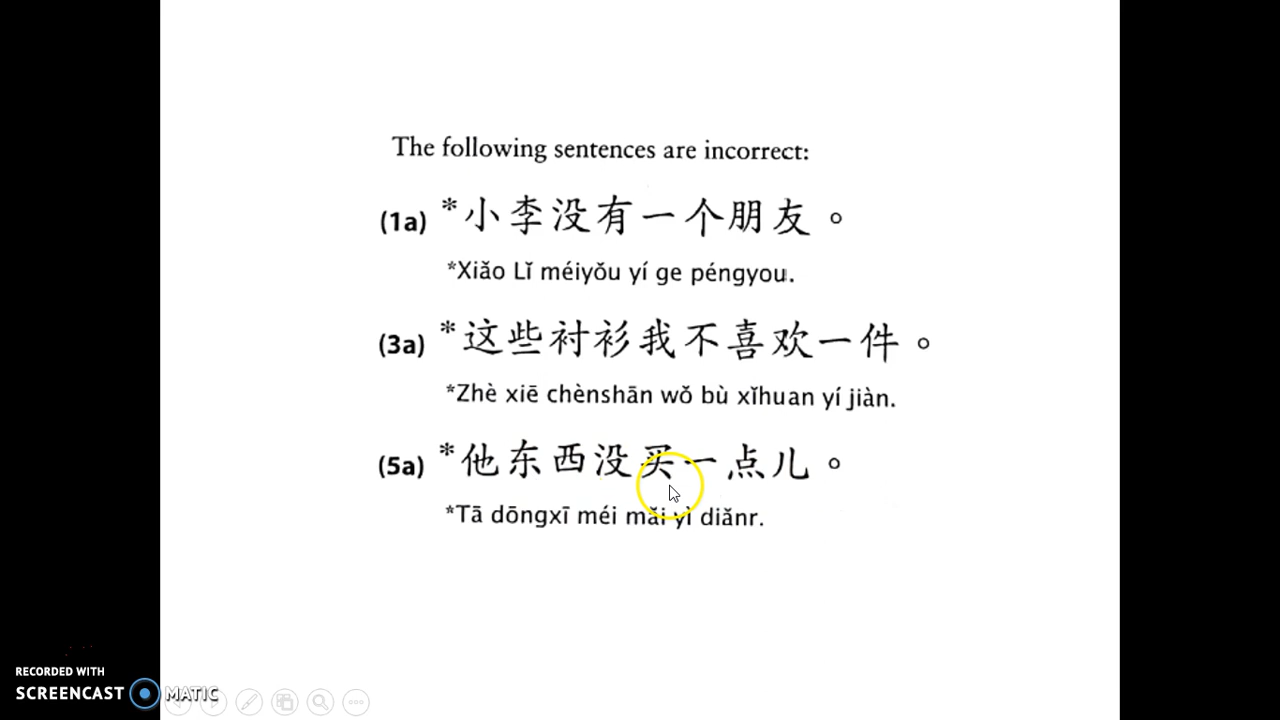 The following sentences are incorrect:
(1a) *小李没有一个朋友。
*Xiǎo Lǐ méiyǒu yí ge péngyou.
(3a) *这些衬衫我不喜欢一件。
*Zhè xiē chènshān wǒ bù xǐhuan yí jiàn.
(5a) *他东西没买一点儿。
*Tā dōngxī méi mǎi yì diǎnr.
RECORDED WITH
SCREENCAST MATIC